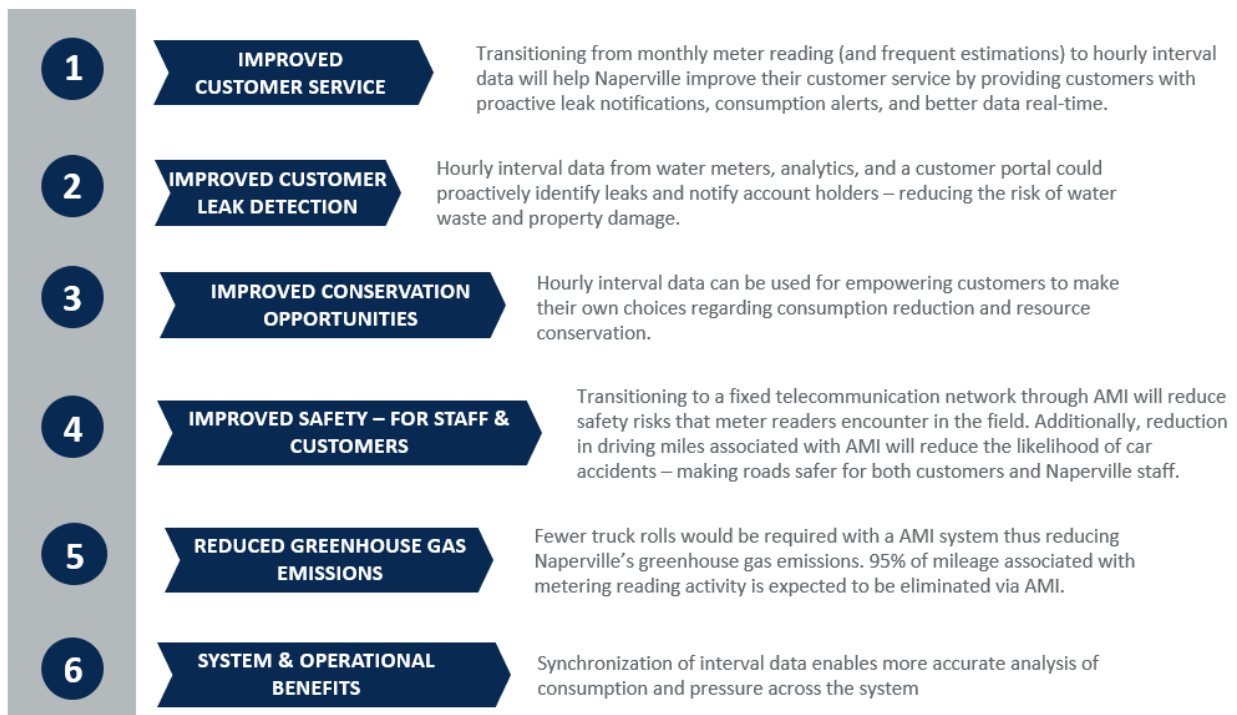 1
IMPROVED
CUSTOMER SERVICE
Transitioning from monthly meter reading (and frequent estimations) to hourly interval
data will help Naperville improve their customer service by providing customers with
proactive leak notifications, consumption alerts, and better data real-time.
2
IMPROVED CUSTOMER
LEAK DETECTION
Hourly interval data from water meters, analytics, and a customer portal could
proactively identify leaks and notify account holders – reducing the risk of water
waste and property damage.
3
IMPROVED CONSERVATION
OPPORTUNITIES
Hourly interval data can be used for empowering customers to make
their own choices regarding consumption reduction and resource
conservation.
4
IMPROVED SAFETY – FOR STAFF &
CUSTOMERS
Transitioning to a fixed telecommunication network through AMI will reduce
safety risks that meter readers encounter in the field. Additionally, reduction
in driving miles associated with AMI will reduce the likelihood of car
accidents – making roads safer for both customers and Naperville staff.
5
REDUCED GREENHOUSE GAS
EMISSIONS
Fewer truck rolls would be required with a AMI system thus reducing
Naperville’s greenhouse gas emissions. 95% of mileage associated with
metering reading activity is expected to be eliminated via AMI.
6
SYSTEM & OPERATIONAL
BENEFITS
Synchronization of interval data enables more accurate analysis of
consumption and pressure across the system